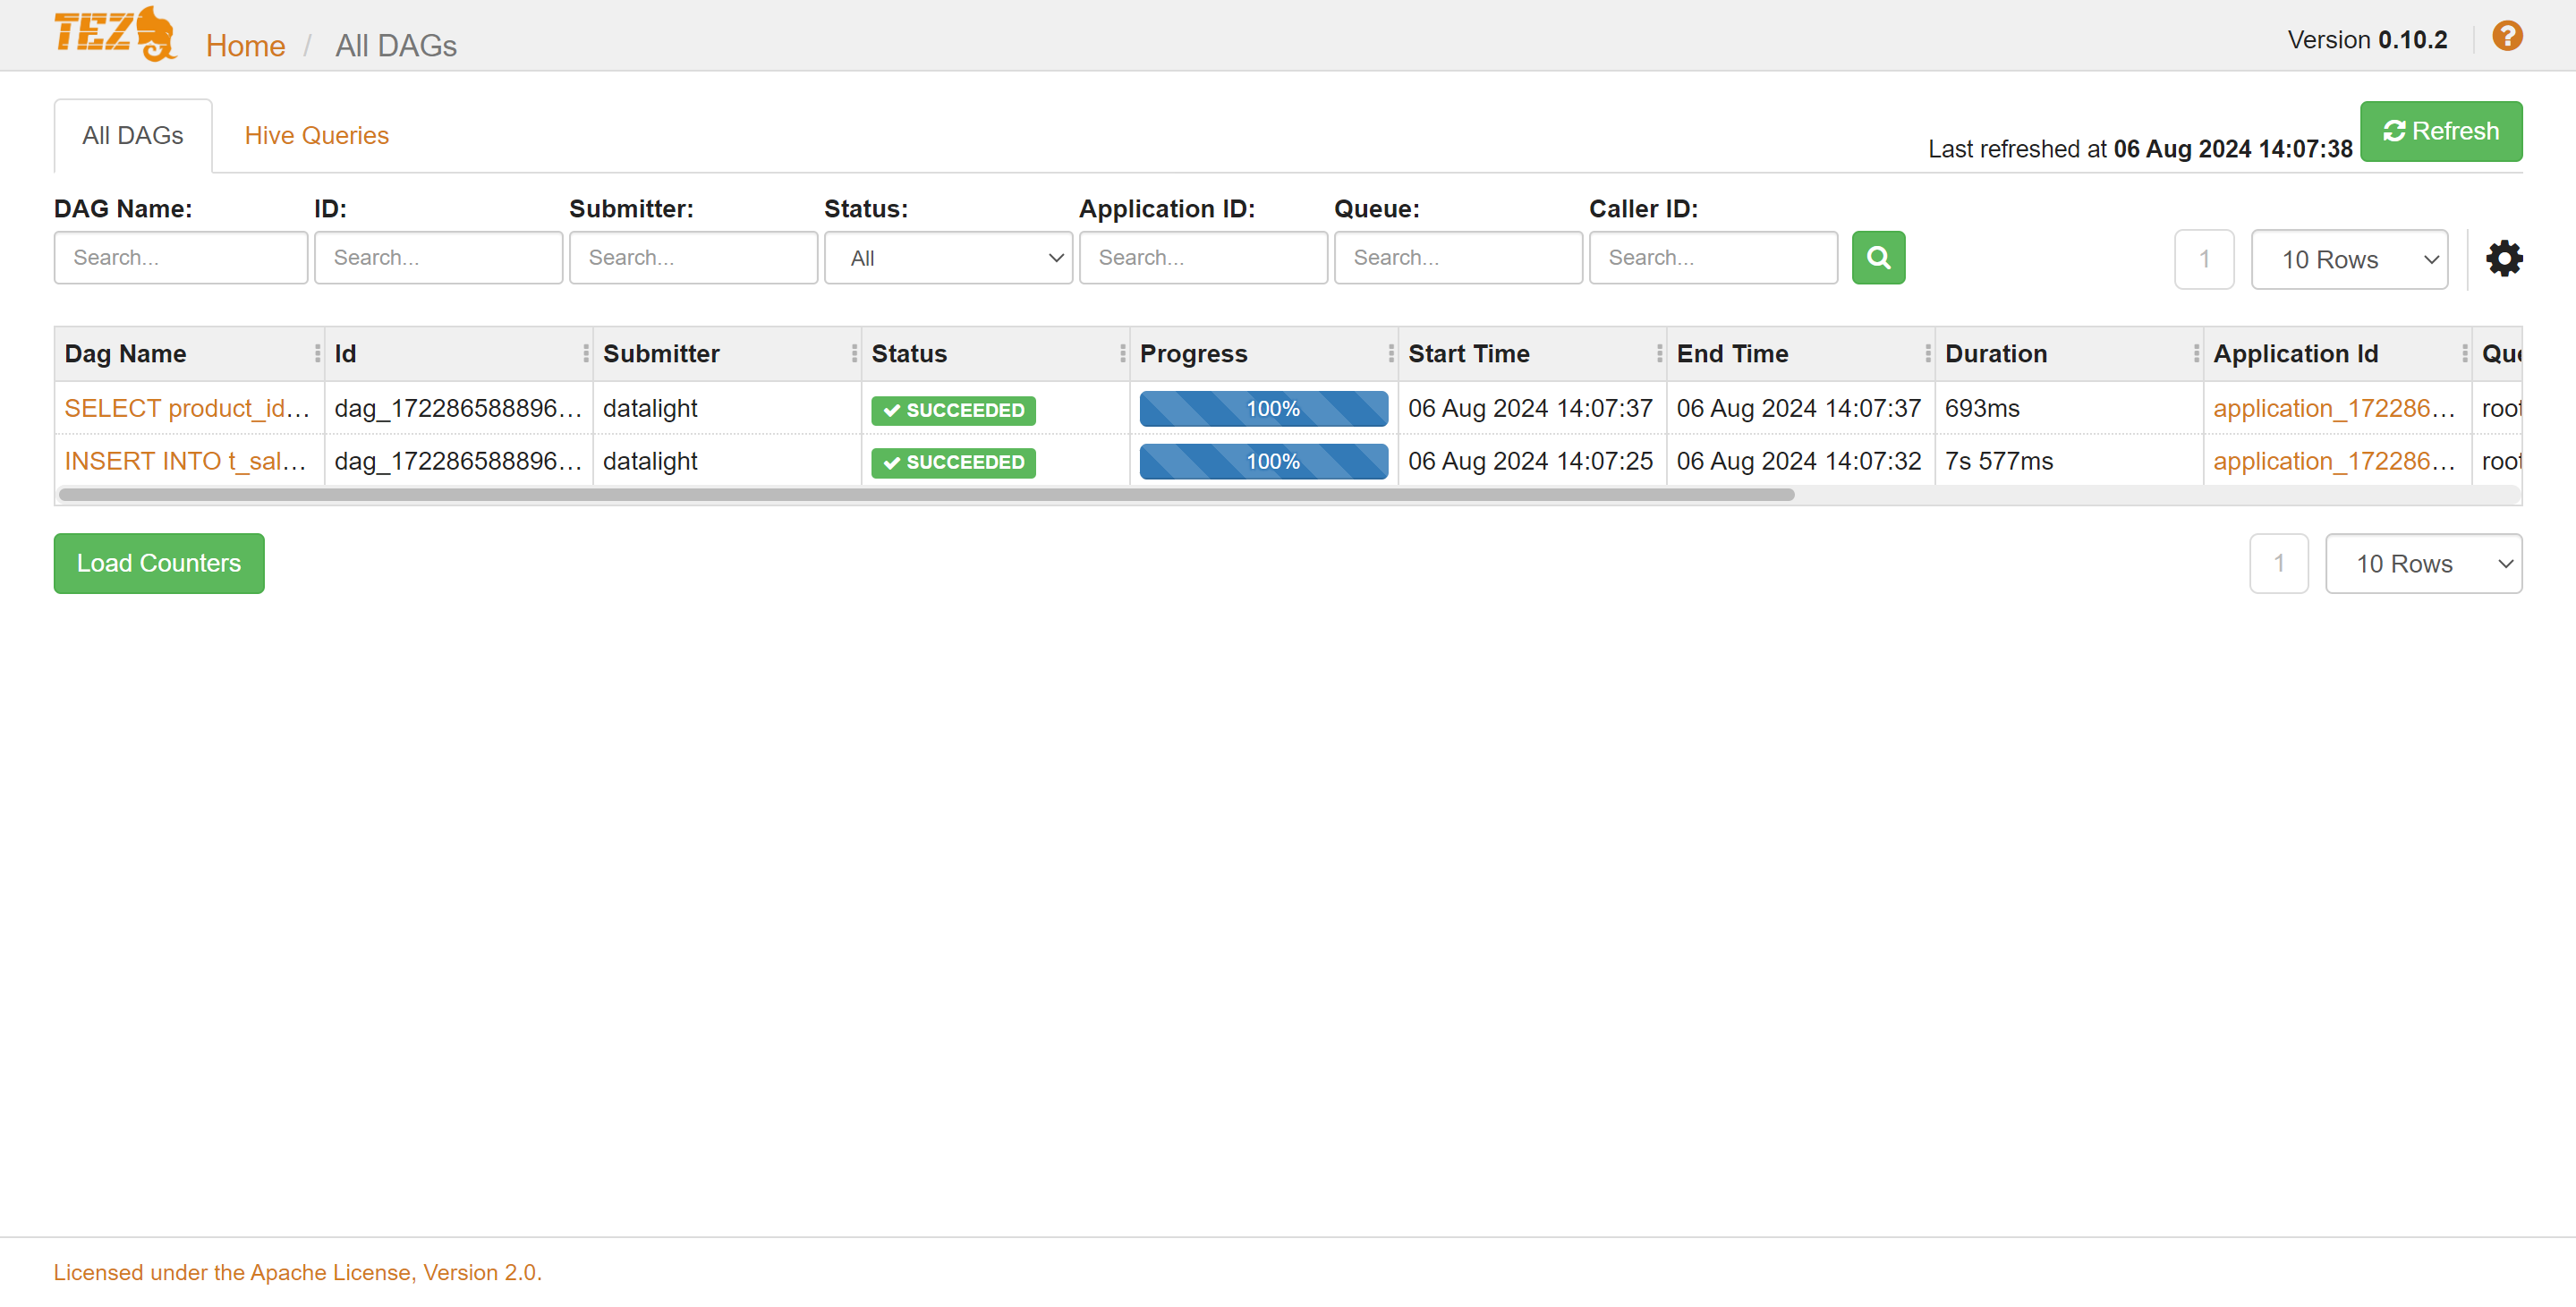 TEZ Home / All DAGs Version 0.10.2 ?
All DAGs Hive Queries Last refreshed at 06 Aug 2024 14:07:38 Refresh
DAG Name: ID: Submitter: Status: Application ID: Queue: Caller ID:
Search... Search... Search... All Search... Search... Search... 1 10 Rows
Dag Name Id Submitter Status Progress Start Time End Time Duration Application Id Que
SELECT product_id... dag_172286588896... datalight SUCCEEDED 100% 06 Aug 2024 14:07:37 06 Aug 2024 14:07:37 693ms application_172286... root
INSERT INTO t_sal... dag_172286588896... datalight SUCCEEDED 100% 06 Aug 2024 14:07:25 06 Aug 2024 14:07:32 7s 577ms application_172286... root
Load Counters 1 10 Rows
Licensed under the Apache License, Version 2.0.